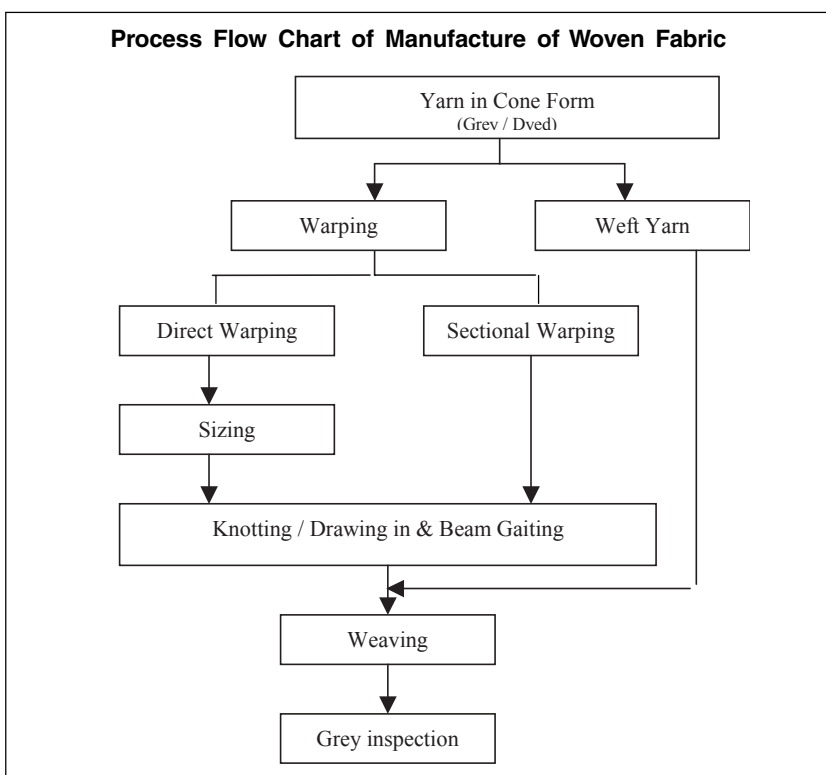 Process Flow Chart of Manufacture of Woven Fabric
Yarn in Cone Form
(Grey / Dyed)
Warping
Weft Yarn
Direct Warping
Sectional Warping
Sizing
Knotting / Drawing in & Beam Gaiting
Weaving
Grey inspection